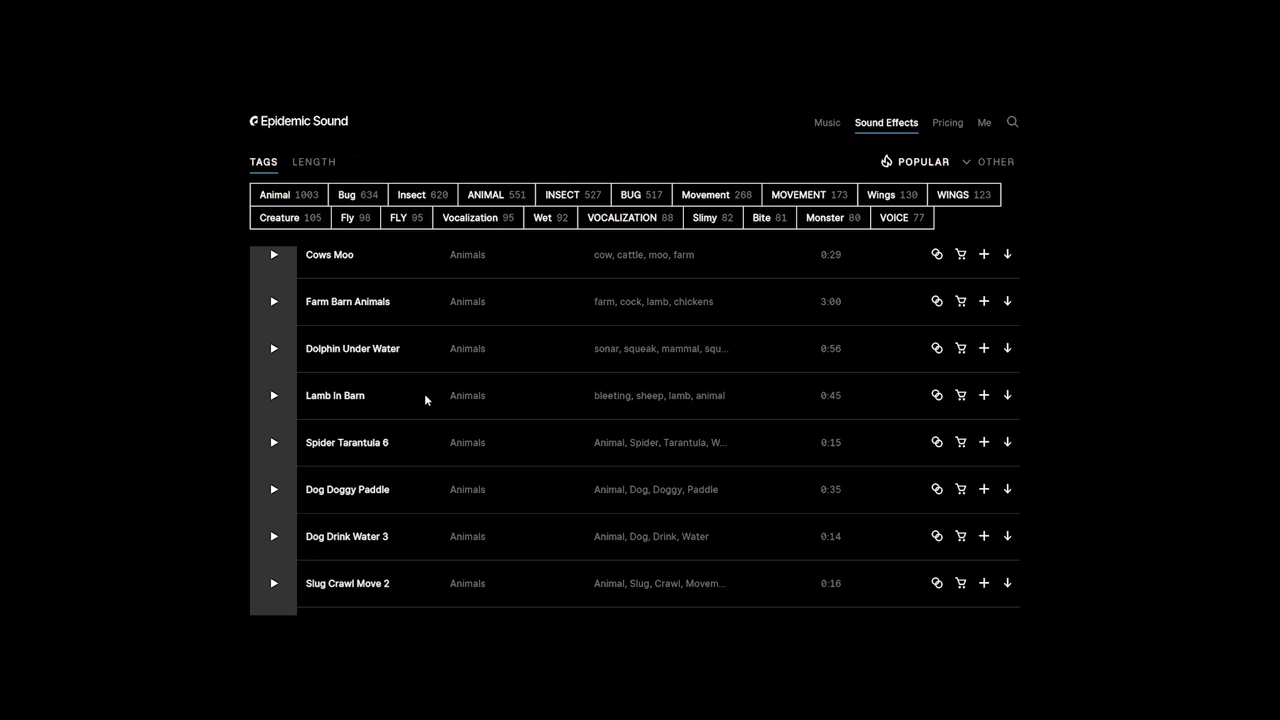 Epidemic Sound
Music Sound Effects Pricing Me
TAGS LENGTH POPULAR OTHER
Animal 1003 Bug 634 Insect 620 ANIMAL 551 INSECT 527 BUG 517 Movement 268 MOVEMENT 173 Wings 130 WINGS 123
Creature 105 Fly 98 FLY 95 Vocalization 95 Wet 92 VOCALIZATION 88 Slimy 82 Bite 81 Monster 80 VOICE 77
Cows Moo Animals cow, cattle, moo, farm 0:29
Farm Barn Animals Animals farm, cock, lamb, chickens 3:00
Dolphin Under Water Animals sonar, squeak, mammal, squ... 0:56
Lamb In Barn Animals bleeting, sheep, lamb, animal 0:45
Spider Tarantula 6 Animals Animal, Spider, Tarantula, W... 0:15
Dog Doggy Paddle Animals Animal, Dog, Doggy, Paddle 0:35
Dog Drink Water 3 Animals Animal, Dog, Drink, Water 0:14
Slug Crawl Move 2 Animals Animal, Slug, Crawl, Movem... 0:16